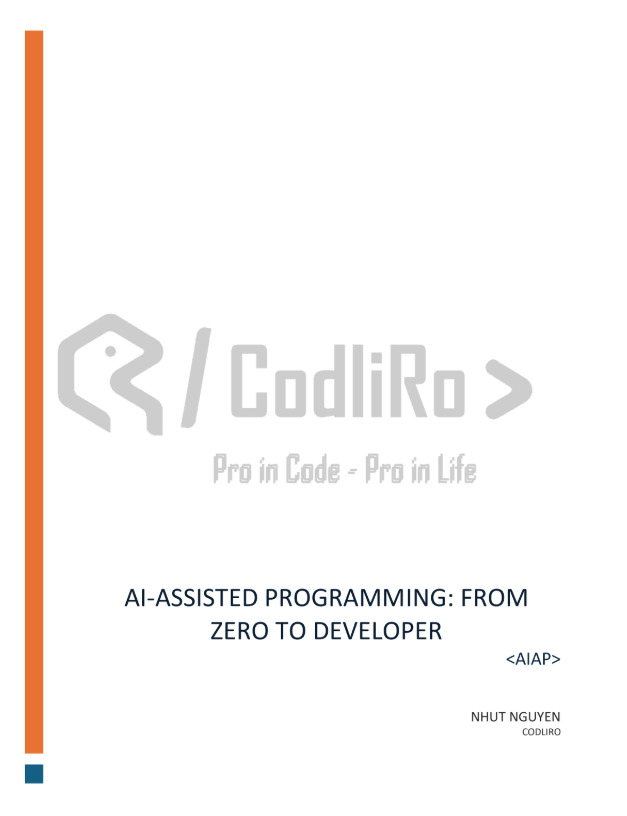 / CodliRo >
Pro in Code - Pro in Life
AI-ASSISTED PROGRAMMING: FROM
ZERO TO DEVELOPER
<AIAP>
NHUT NGUYEN
CODLIRO